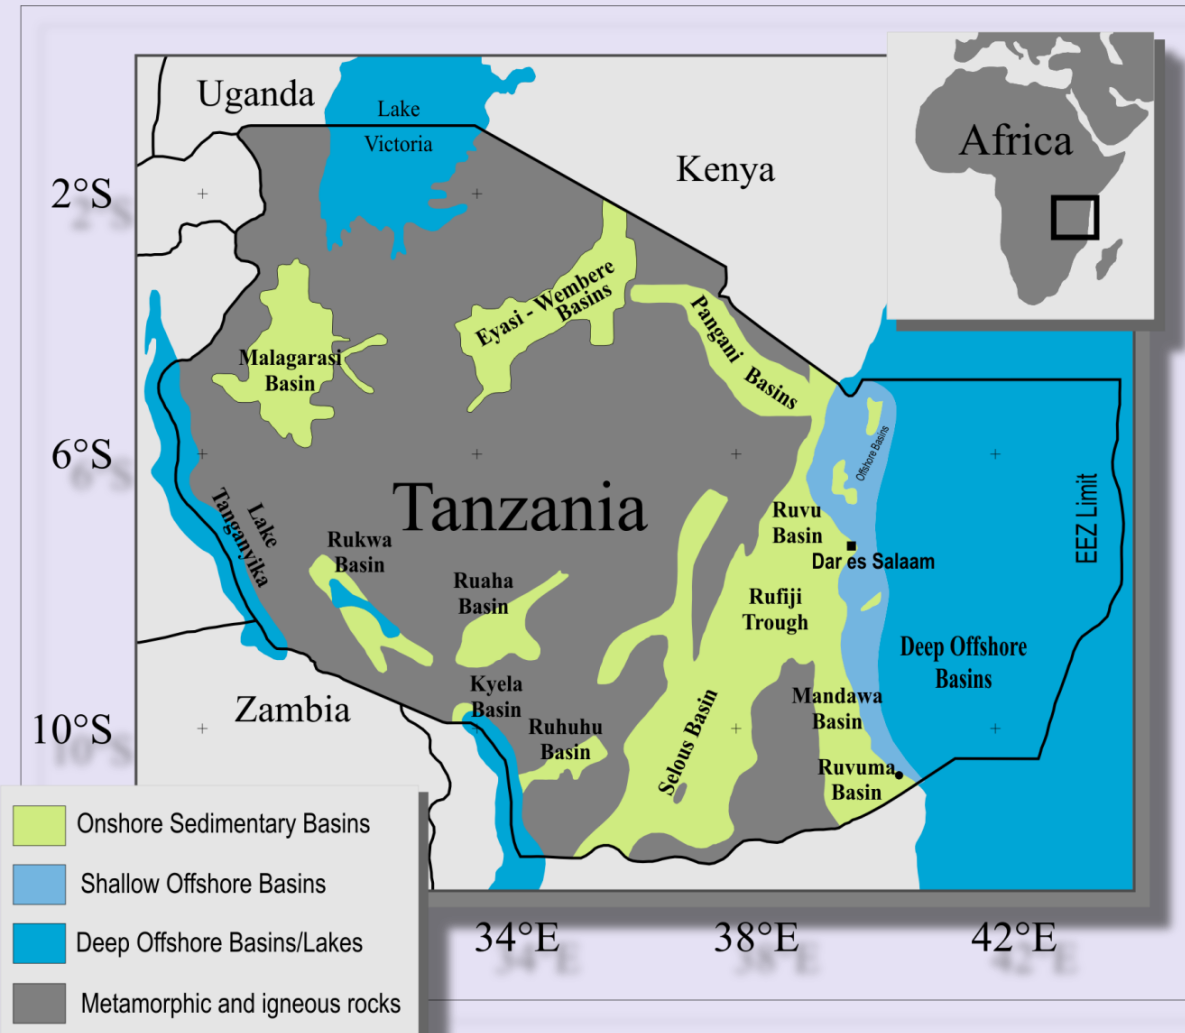 Uganda
Lake
Victoria
Kenya
Africa
2°S
Eyasi - Wembere
Basins
Pangani Basins
Malagarasi
Basin
6°S
Offshore Basins
Tanzania
Lake
Tanganyika
Rukwa
Basin
Ruaha
Basin
Ruvu
Basin
Dar es Salaam
EEZ Limit
Rufiji
Trough
Deep Offshore
Basins
Zambia
Kyela
Basin
Ruhuhu
Basin
Selous Basin
Mandawa
Basin
Ruvuma
Basin
10°S
Onshore Sedimentary Basins
Shallow Offshore Basins
Deep Offshore Basins/Lakes
Metamorphic and igneous rocks
34°E
38°E
42°E